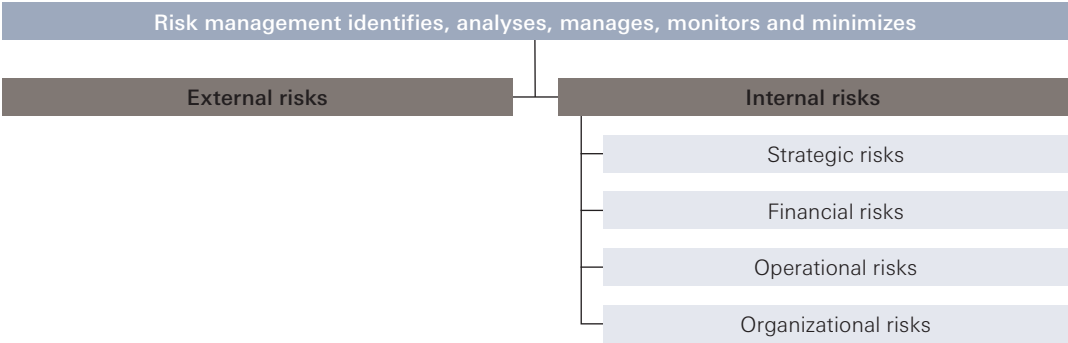 Risk management identifies, analyses, manages, monitors and minimizes
External risks
Internal risks
Strategic risks
Financial risks
Operational risks
Organizational risks